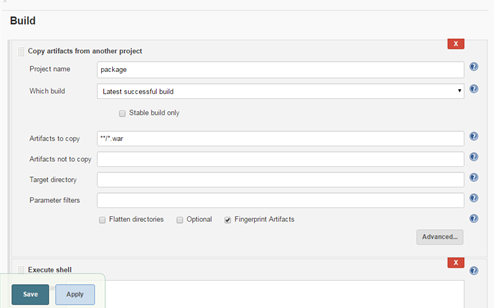 Build
X
Copy artifacts from another project
Project name package
Which build Latest successful build
Stable build only
Artifacts to copy **/*.war
Artifacts not to copy
Target directory
Parameter filters
Flatten directories Optional Fingerprint Artifacts
Advanced...
X
Execute shell
Save Apply